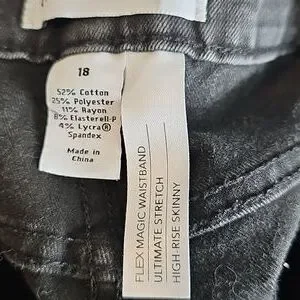 18
52% Cotton
25% Polyester
11% Rayon
8% Elasterell-P
4% Lycra®
Spandex
Made in
China
FLEX MAGIC WAISTBAND
ULTIMATE STRETCH
HIGH-RISE SKINNY